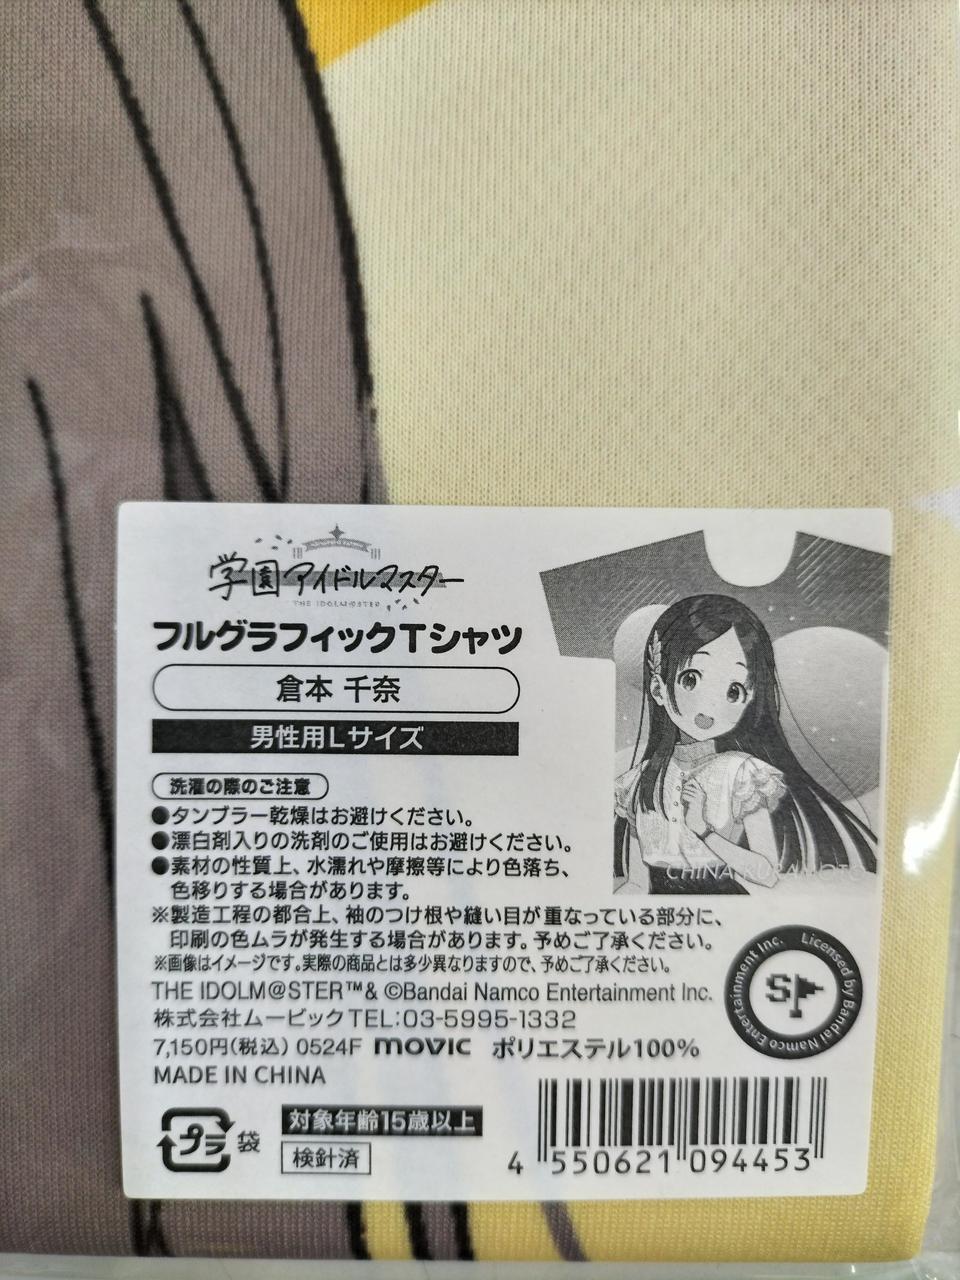 学園アイドルマスター
THE IDOLM@STER
フルグラフィックTシャツ
倉本 千奈
男性用Lサイズ
洗濯の際のご注意
●タンブラー乾燥はお避けください。
●漂白剤入りの洗剤のご使用はお避けください。
●素材の性質上、水濡れや摩擦等により色落ち、
色移りする場合があります。
※製造工程の都合上、袖のつけ根や縫い目が重なっている部分に、
印刷の色ムラが発生する場合があります。予めご了承ください。
※画像はイメージです。実際の商品とは多少異なりますので、予めご了承ください。
THE IDOLM@STER™& ©Bandai Namco Entertainment Inc.
株式会社ムービックTEL:03-5995-1332
7,150円(税込) 0524F movic ポリエステル100%
MADE IN CHINA
プラ 袋
対象年齢15歳以上
検針済
4 550621 094453
CHINA KURAMOTO
Licensed by Bandai Namco Entertainment Inc.